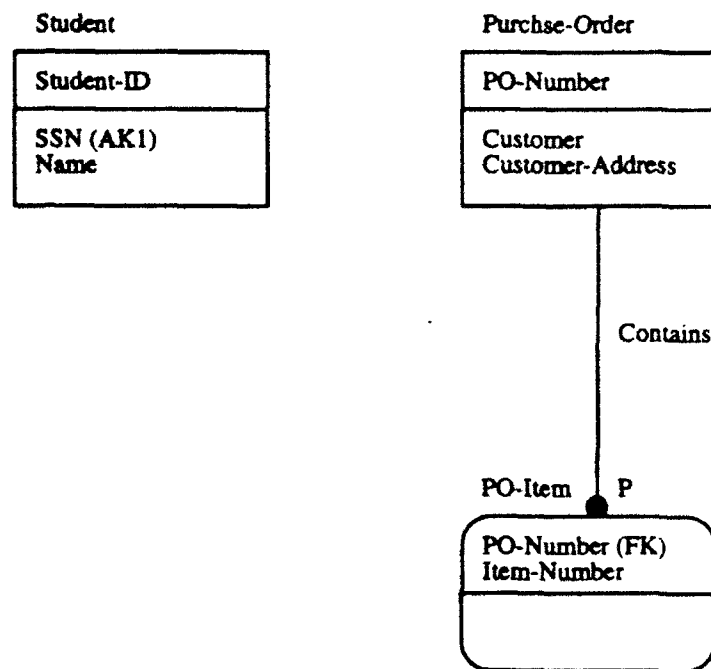 Student
Student-ID
SSN (AK1)
Name
Purchse-Order
PO-Number
Customer
Customer-Address
Contains
PO-Item P
PO-Number (FK)
Item-Number